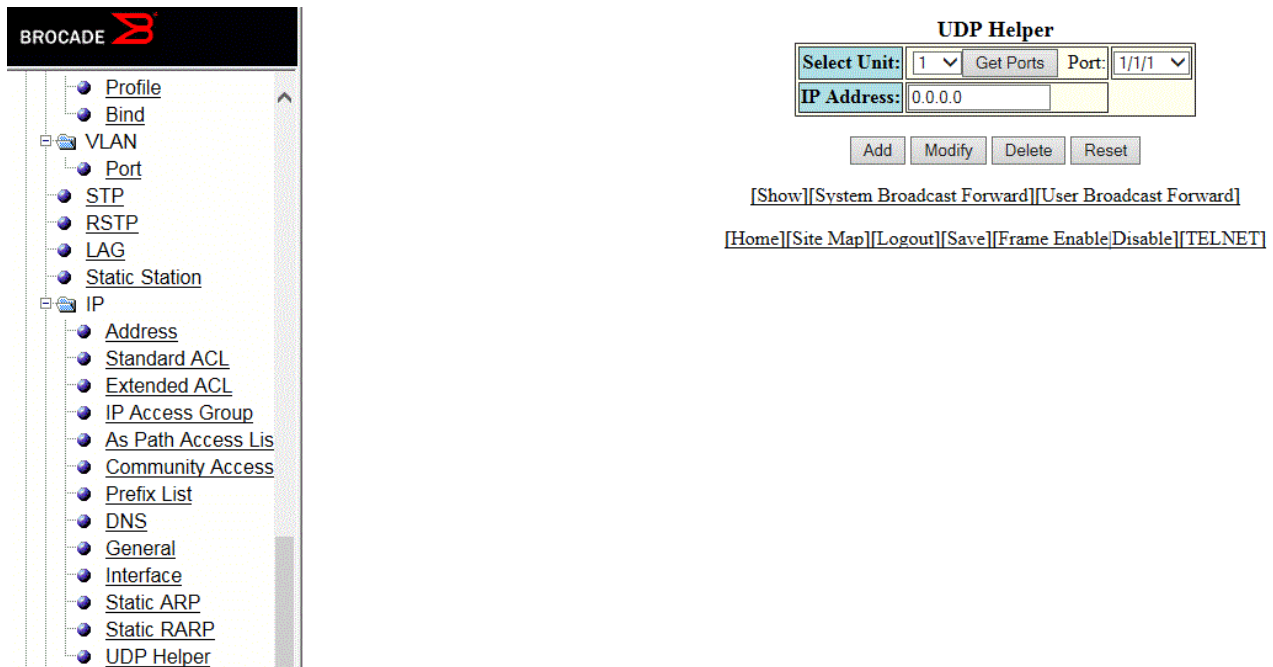 BROCADE
Profile
Bind
VLAN
Port
STP
RSTP
LAG
Static Station
IP
Address
Standard ACL
Extended ACL
IP Access Group
As Path Access Lis
Community Access
Prefix List
DNS
General
Interface
Static ARP
Static RARP
UDP Helper
UDP Helper
Select Unit: 1 Get Ports Port: 1/1/1
IP Address: 0.0.0.0
Add Modify Delete Reset
[Show][System Broadcast Forward][User Broadcast Forward]
[Home][Site Map][Logout][Save][Frame Enable|Disable][TELNET]